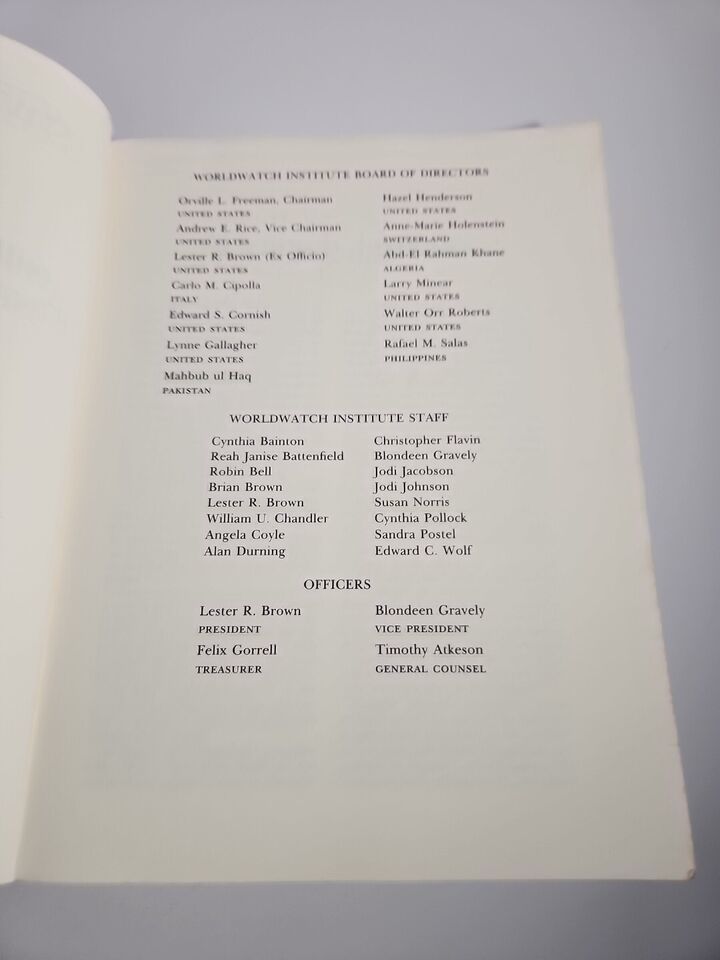 WORLDWATCH INSTITUTE BOARD OF DIRECTORS
Orville L. Freeman, Chairman
UNITED STATES
Andrew E. Rice, Vice Chairman
UNITED STATES
Lester R. Brown (Ex Officio)
UNITED STATES
Carlo M. Cipolla
ITALY
Edward S. Cornish
UNITED STATES
Lynne Gallagher
UNITED STATES
Mahbub ul Haq
PAKISTAN
Hazel Henderson
UNITED STATES
Anne-Marie Holenstein
SWITZERLAND
Abd-El Rahman Khane
ALGERIA
Larry Minear
UNITED STATES
Walter Orr Roberts
UNITED STATES
Rafael M. Salas
PHILIPPINES
WORLDWATCH INSTITUTE STAFF
Cynthia Bainton
Reah Janise Battenfield
Robin Bell
Brian Brown
Lester R. Brown
William U. Chandler
Angela Coyle
Alan Durning
Christopher Flavin
Blondeen Gravely
Jodi Jacobson
Jodi Johnson
Susan Norris
Cynthia Pollock
Sandra Postel
Edward C. Wolf
OFFICERS
Lester R. Brown
PRESIDENT
Felix Gorrell
TREASURER
Blondeen Gravely
VICE PRESIDENT
Timothy Atkeson
GENERAL COUNSEL